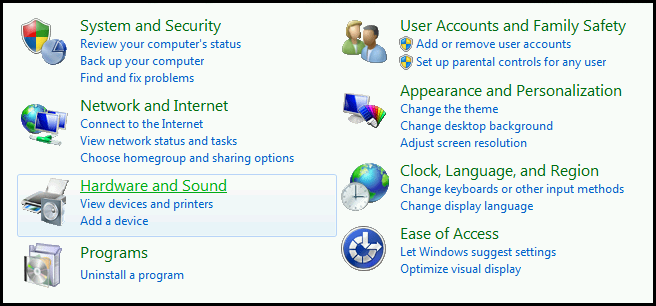 System and Security
Review your computer's status
Back up your computer
Find and fix problems
Network and Internet
Connect to the Internet
View network status and tasks
Choose homegroup and sharing options
Hardware and Sound
View devices and printers
Add a device
Programs
Uninstall a program
User Accounts and Family Safety
Add or remove user accounts
Set up parental controls for any user
Appearance and Personalization
Change the theme
Change desktop background
Adjust screen resolution
Clock, Language, and Region
Change keyboards or other input methods
Change display language
Ease of Access
Let Windows suggest settings
Optimize visual display